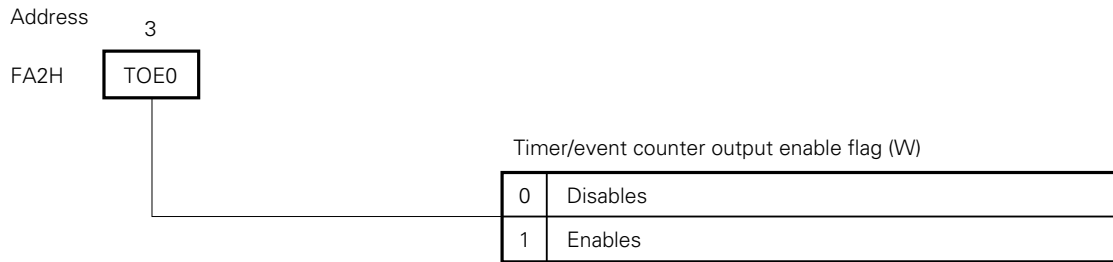 Address
3
FA2H TOE0
Timer/event counter output enable flag (W)
0 Disables
1 Enables